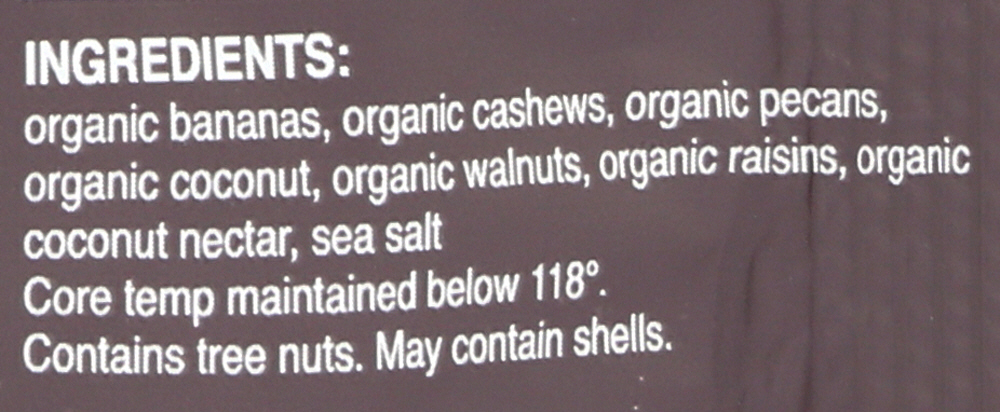 INGREDIENTS:
organic bananas, organic cashews, organic pecans,
organic coconut, organic walnuts, organic raisins, organic
coconut nectar, sea salt
Core temp maintained below 118°.
Contains tree nuts. May contain shells.